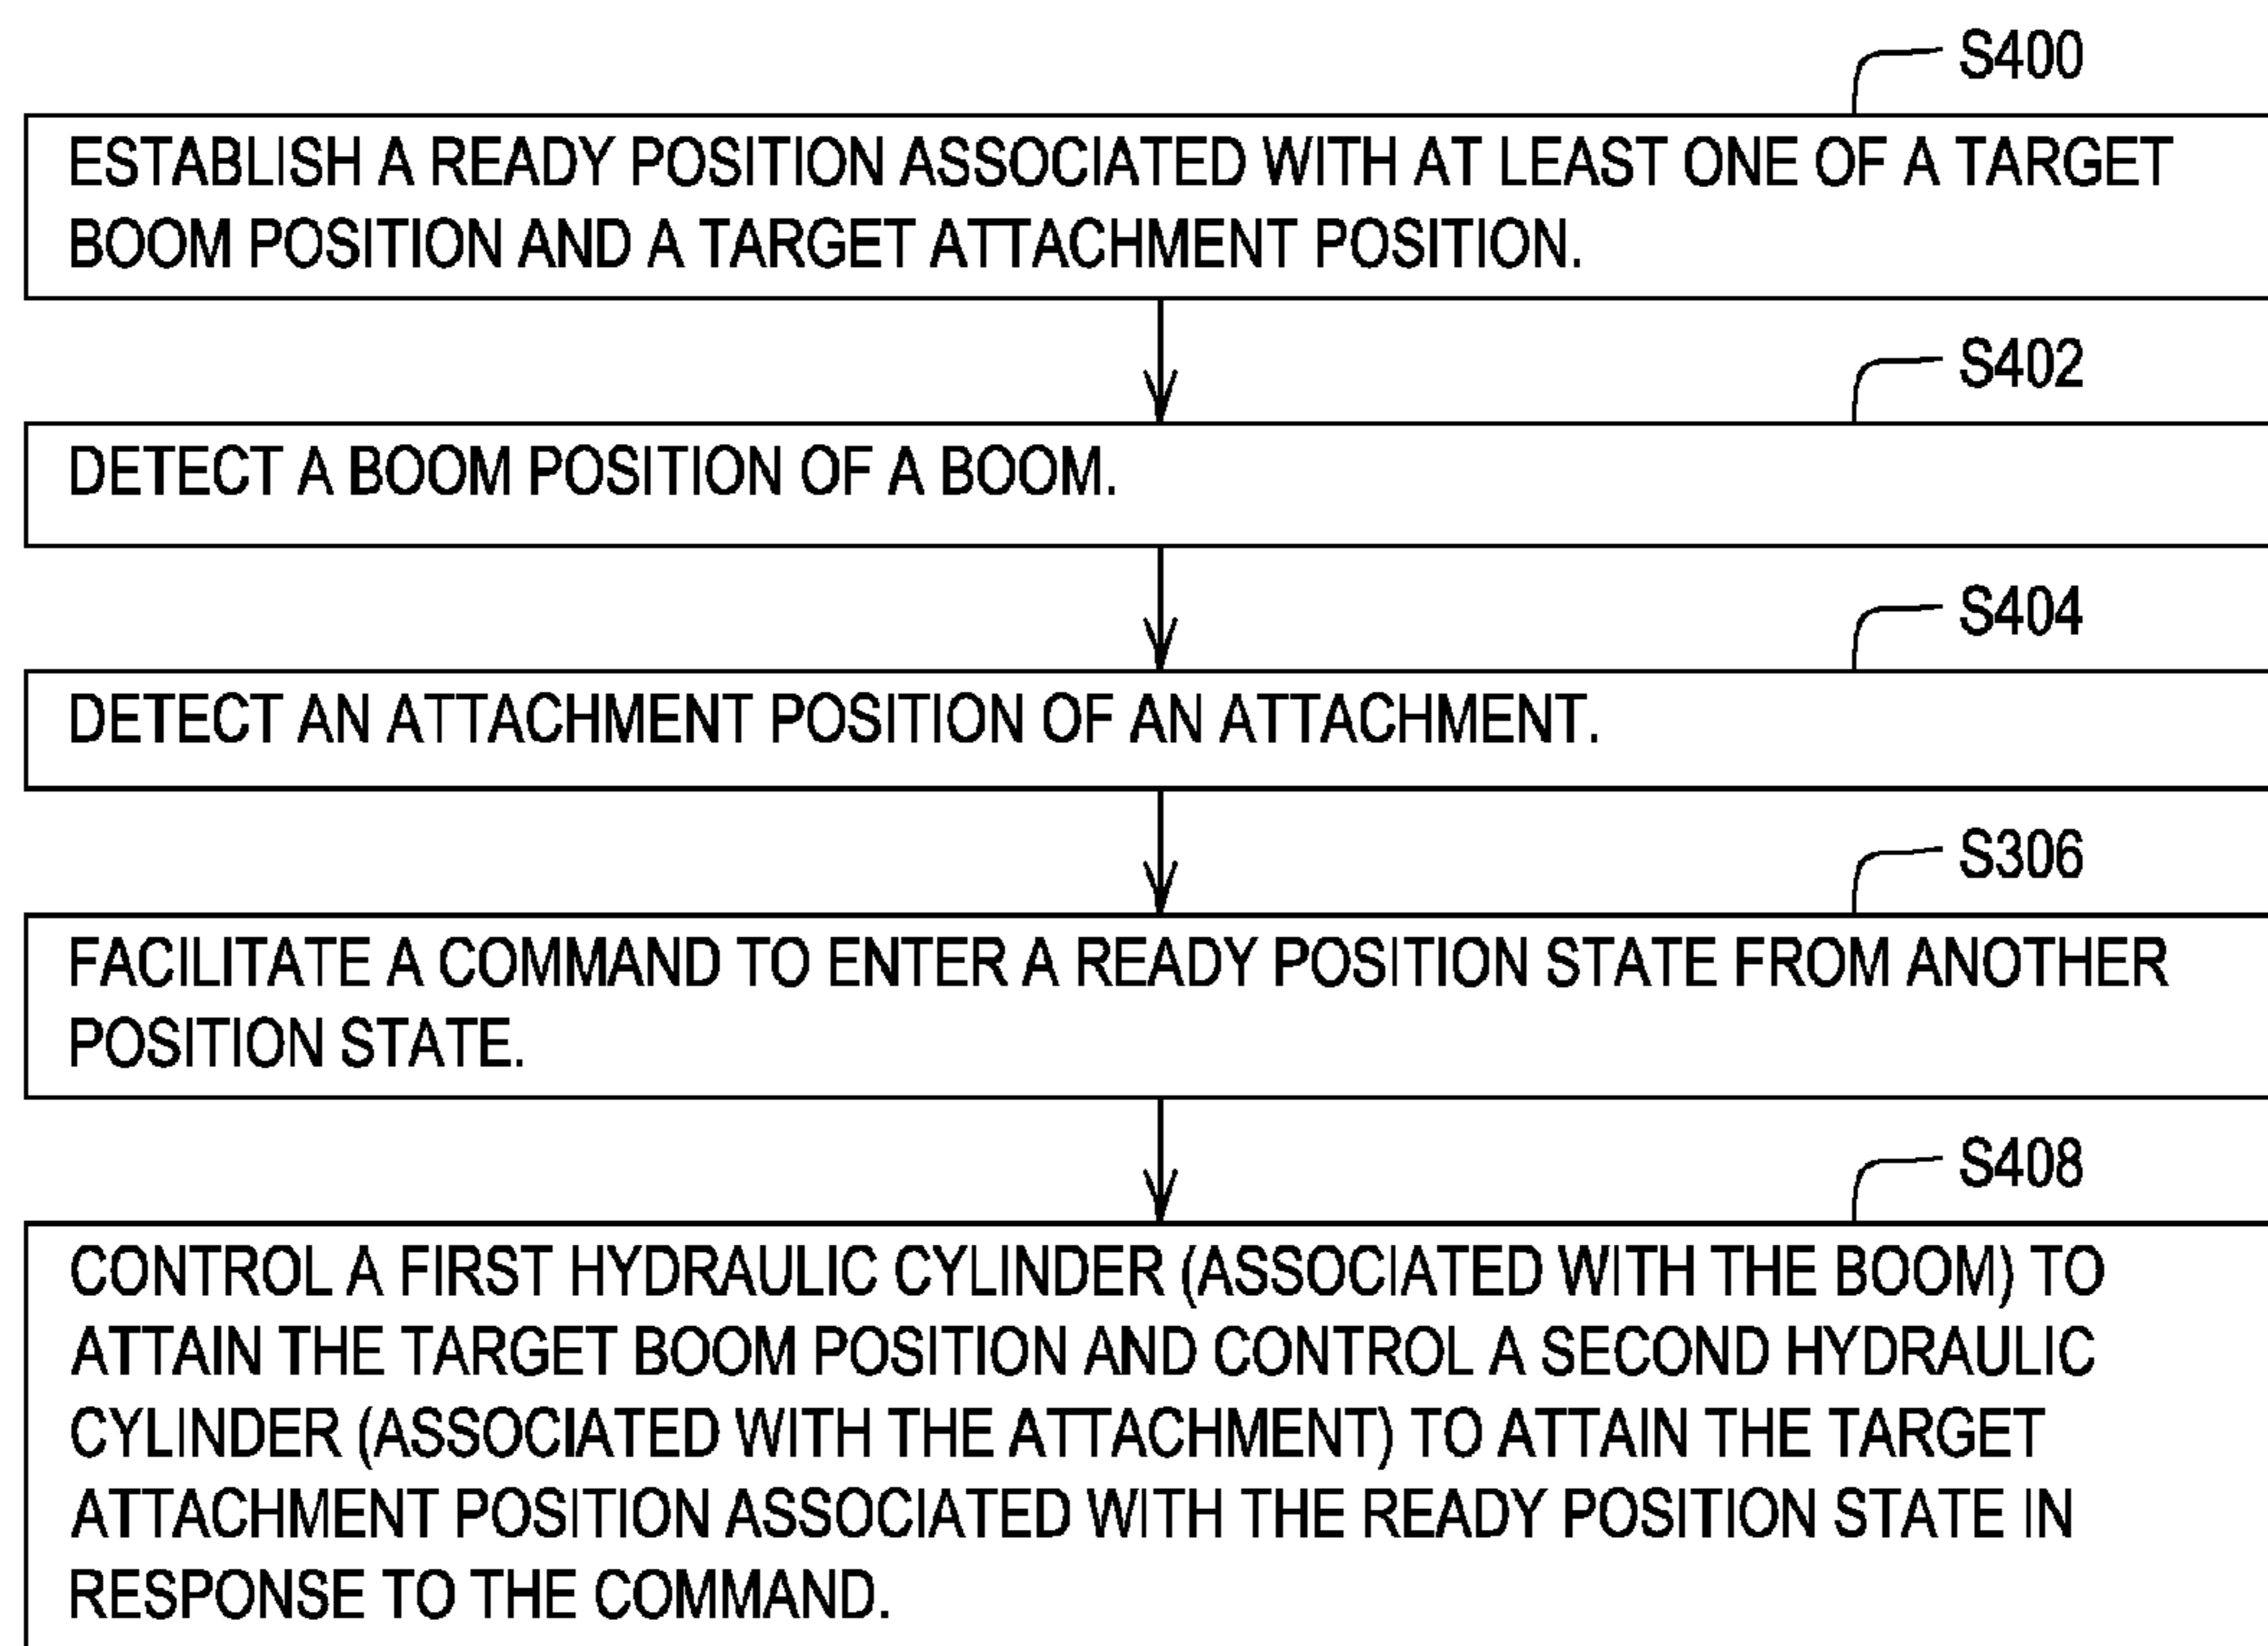 S400
ESTABLISH A READY POSITION ASSOCIATED WITH AT LEAST ONE OF A TARGET
BOOM POSITION AND A TARGET ATTACHMENT POSITION.
S402
DETECT A BOOM POSITION OF A BOOM.
S404
DETECT AN ATTACHMENT POSITION OF AN ATTACHMENT.
S306
FACILITATE A COMMAND TO ENTER A READY POSITION STATE FROM ANOTHER
POSITION STATE.
S408
CONTROL A FIRST HYDRAULIC CYLINDER (ASSOCIATED WITH THE BOOM) TO
ATTAIN THE TARGET BOOM POSITION AND CONTROL A SECOND HYDRAULIC
CYLINDER (ASSOCIATED WITH THE ATTACHMENT) TO ATTAIN THE TARGET
ATTACHMENT POSITION ASSOCIATED WITH THE READY POSITION STATE IN
RESPONSE TO THE COMMAND.